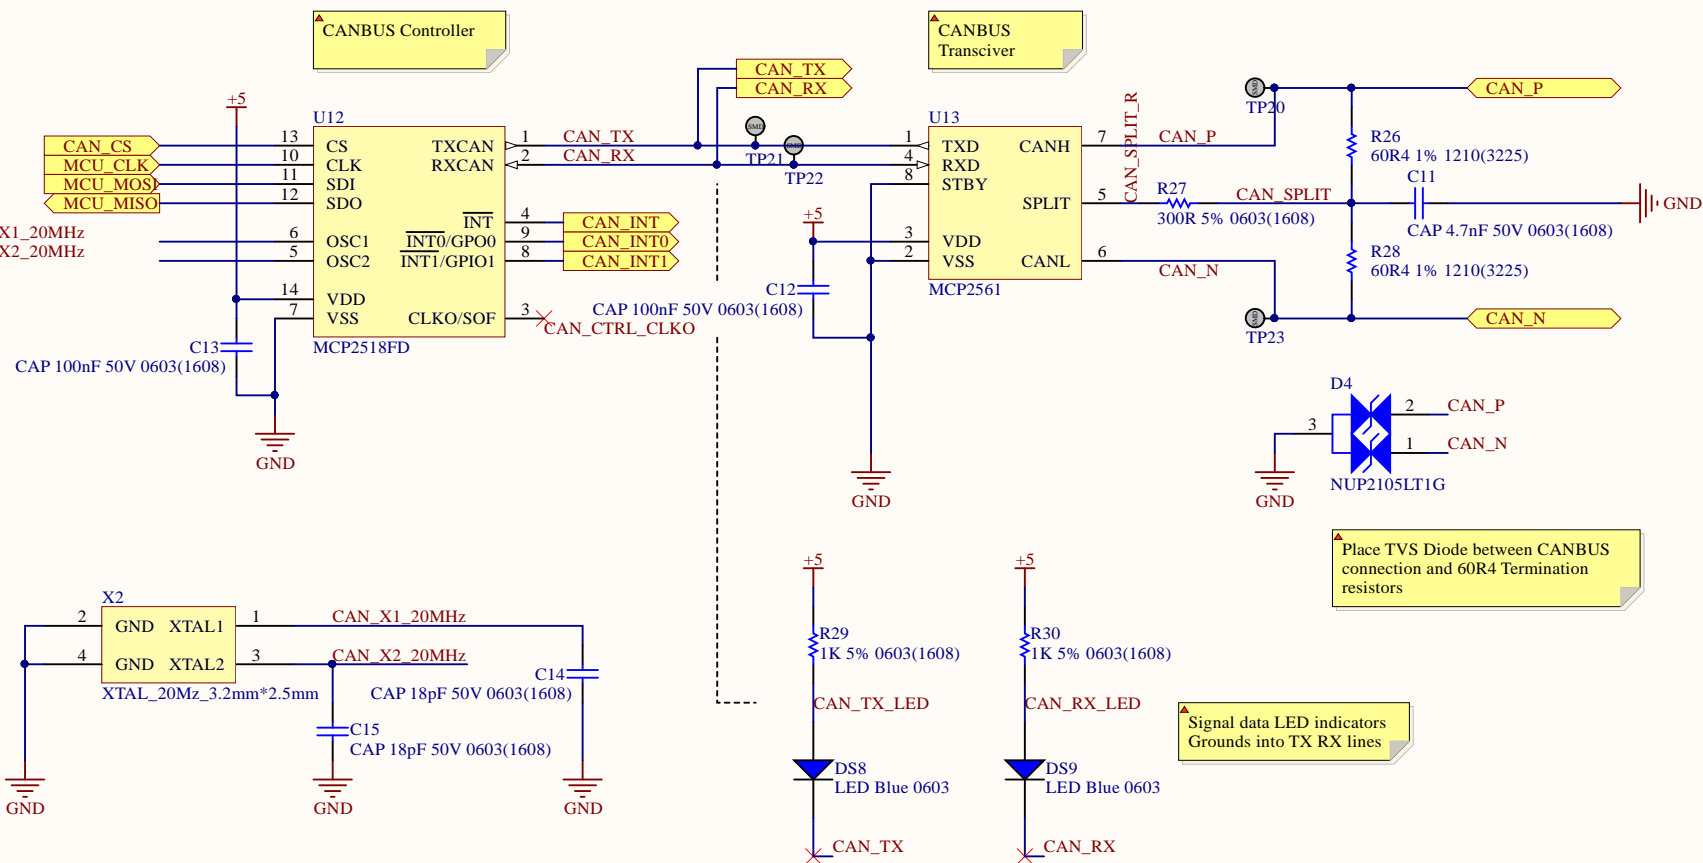 CANBUS Controller
CANBUS
Transciver
CAN_TX
CAN_RX
CAN_P
TP20
+5
U12
CAN_CS
MCU_CLK
MCU_MOSI
MCU_MISO
13
10
11
12
CS
CLK
SDI
SDO
X1_20MHz
X2_20MHz
6
5
OSC1
OSC2
14
7
VDD
VSS
TXCAN
RXCAN
1
2
CAN_TX
CAN_RX
INT
INT0/GPO0
INT1/GPIO1
4
9
8
CAN_INT
CAN_INT0
CAN_INT1
CLKO/SOF
3
CAN_CTRL_CLKO
MCP2518FD
C13
CAP 100nF 50V 0603(1608)
GND
SMD
TP21
SMD
TP22
U13
1
4
8
TXD
RXD
STBY
3
2
VDD
VSS
CANH
SPLIT
CANL
7
5
6
CAN_P
CAN_SPLIT_R
CAN_N
MCP2561
+5
C12
CAP 100nF 50V 0603(1608)
GND
R27
300R 5% 0603(1608)
CAN_SPLIT
R26
60R4 1% 1210(3225)
C11
CAP 4.7nF 50V 0603(1608)
GND
R28
60R4 1% 1210(3225)
SMD
SMD
TP23
CAN_N
D4
3
2
1
CAN_P
CAN_N
GND
NUP2105LT1G
Place TVS Diode between CANBUS
connection and 60R4 Termination
resistors
X2
2
4
GND
GND
XTAL1
XTAL2
1
3
CAN_X1_20MHz
CAN_X2_20MHz
XTAL_20Mz_3.2mm*2.5mm
C14
CAP 18pF 50V 0603(1608)
C15
CAP 18pF 50V 0603(1608)
GND
GND
GND
+5
R29
1K 5% 0603(1608)
CAN_TX_LED
DS8
LED Blue 0603
CAN_TX
+5
R30
1K 5% 0603(1608)
CAN_RX_LED
DS9
LED Blue 0603
CAN_RX
Signal data LED indicators
Grounds into TX RX lines